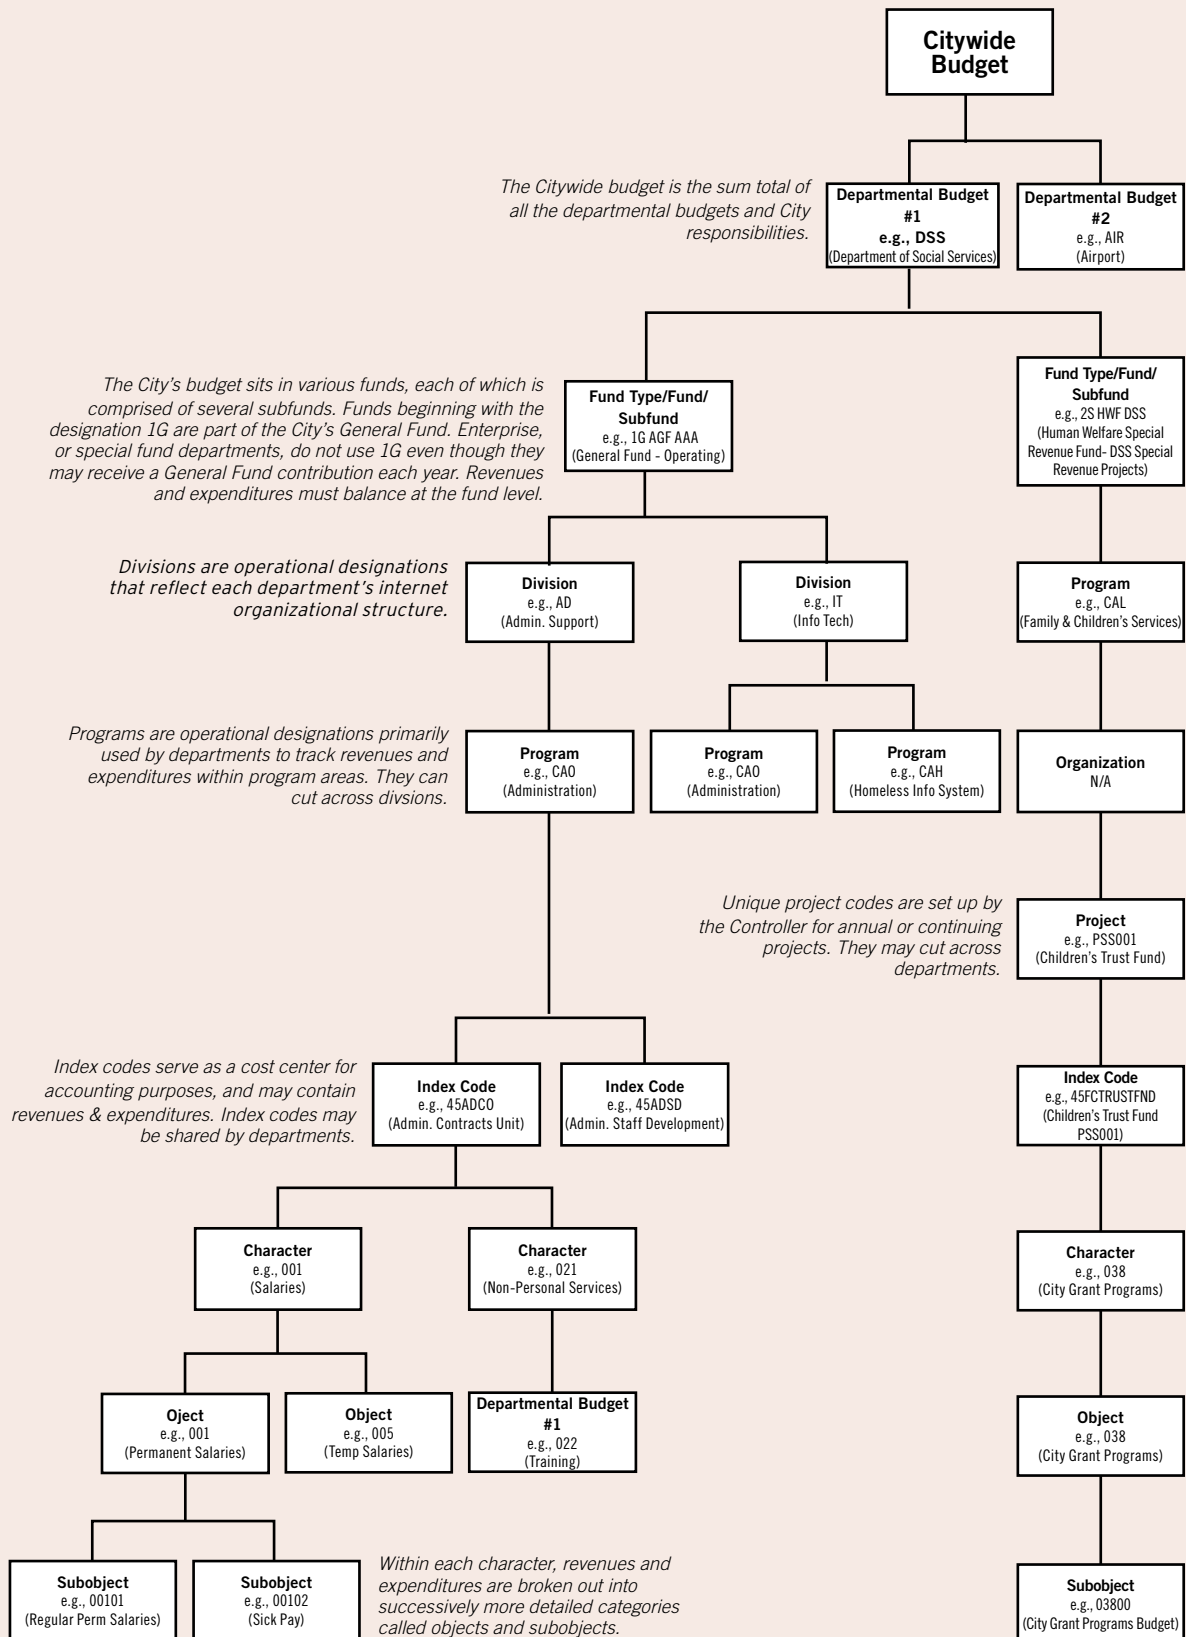 Citywide
Budget
The Citywide budget is the sum total of
all the departmental budgets and City
responsibilities.
Departmental Budget
#1
e.g., DSS
(Department of Social Services)
Departmental Budget
#2
e.g., AIR
(Airport)
The City's budget sits in various funds, each of which is
comprised of several subfunds. Funds beginning with the
designation 1G are part of the City's General Fund. Enterprise,
or special fund departments, do not use 1G even though they
may receive a General Fund contribution each year. Revenues
and expenditures must balance at the fund level.
Fund Type/Fund/
Subfund
e.g., 1G AGF AAA
(General Fund - Operating)
Fund Type/Fund/
Subfund
e.g., 2S HWF DSS
(Human Welfare Special
Revenue Fund- DSS Special
Revenue Projects)
Divisions are operational designations
that reflect each department's internet
organizational structure.
Division
e.g., AD
(Admin. Support)
Division
e.g., IT
(Info Tech)
Program
e.g., CAL
(Family & Children's Services)
Programs are operational designations primarily
used by departments to track revenues and
expenditures within program areas. They can
cut across divsions.
Program
e.g., CAO
(Administration)
Program
e.g., CAO
(Administration)
Program
e.g., CAH
(Homeless Info System)
Organization
N/A
Unique project codes are set up by
the Controller for annual or continuing
projects. They may cut across
departments.
Project
e.g., PSS001
(Children's Trust Fund)
Index codes serve as a cost center for
accounting purposes, and may contain
revenues & expenditures. Index codes may
be shared by departments.
Index Code
e.g., 45ADCO
(Admin. Contracts Unit)
Index Code
e.g., 45ADSD
(Admin. Staff Development)
Index Code
e.g., 45FCTRUSTFND
(Children's Trust Fund
PSS001)
Character
e.g., 001
(Salaries)
Character
e.g., 021
(Non-Personal Services)
Character
e.g., 038
(City Grant Programs)
Oject
e.g., 001
(Permanent Salaries)
Object
e.g., 005
(Temp Salaries)
Departmental Budget
#1
e.g., 022
(Training)
Object
e.g., 038
(City Grant Programs)
Subobject
e.g., 00101
(Regular Perm Salaries)
Subobject
e.g., 00102
(Sick Pay)
Within each character, revenues and
expenditures are broken out into
successively more detailed categories
called objects and subobjects.
Subobject
e.g., 03800
(City Grant Programs Budget)